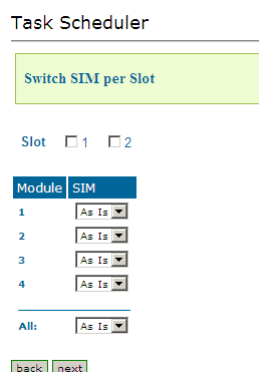 Task Scheduler
Switch SIM per Slot
Slot 1 2
Module SIM
1 As Is
2 As Is
3 As Is
4 As Is
All: As Is
back next